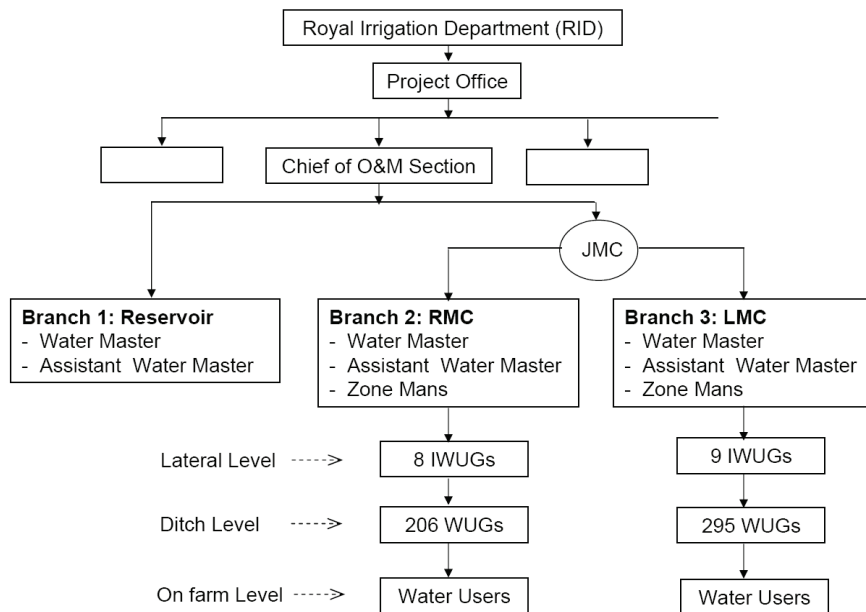 Royal Irrigation Department (RID)
Project Office
Chief of O&M Section
JMC
Branch 1: Reservoir
- Water Master
- Assistant Water Master
Branch 2: RMC
- Water Master
- Assistant Water Master
- Zone Mans
Branch 3: LMC
- Water Master
- Assistant Water Master
- Zone Mans
Lateral Level
8 IWUGs
9 IWUGs
Ditch Level
206 WUGs
295 WUGs
On farm Level
Water Users
Water Users